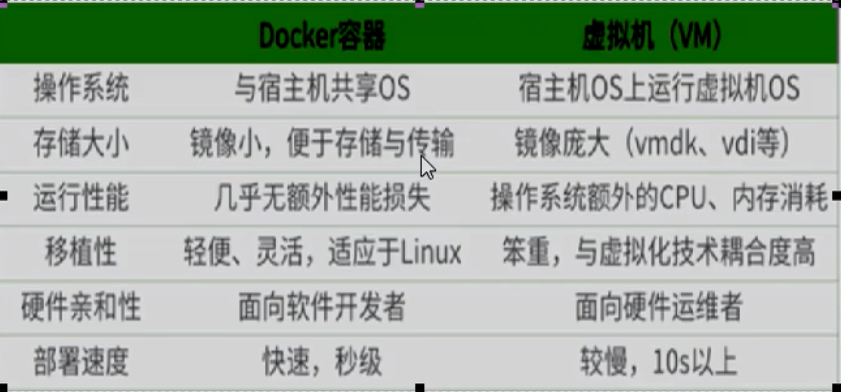 Docker容器 虚拟机（VM）
操作系统 与宿主机共享OS 宿主机OS上运行虚拟机OS
存储大小 镜像小，便于存储与传输 镜像庞大（vmdk、vdi等）
运行性能 几乎无额外性能损失 操作系统额外的CPU、内存消耗
移植性 轻便、灵活，适应于Linux 笨重，与虚拟化技术耦合度高
硬件亲和性 面向软件开发者 面向硬件运维者
部署速度 快速，秒级 较慢，10s以上